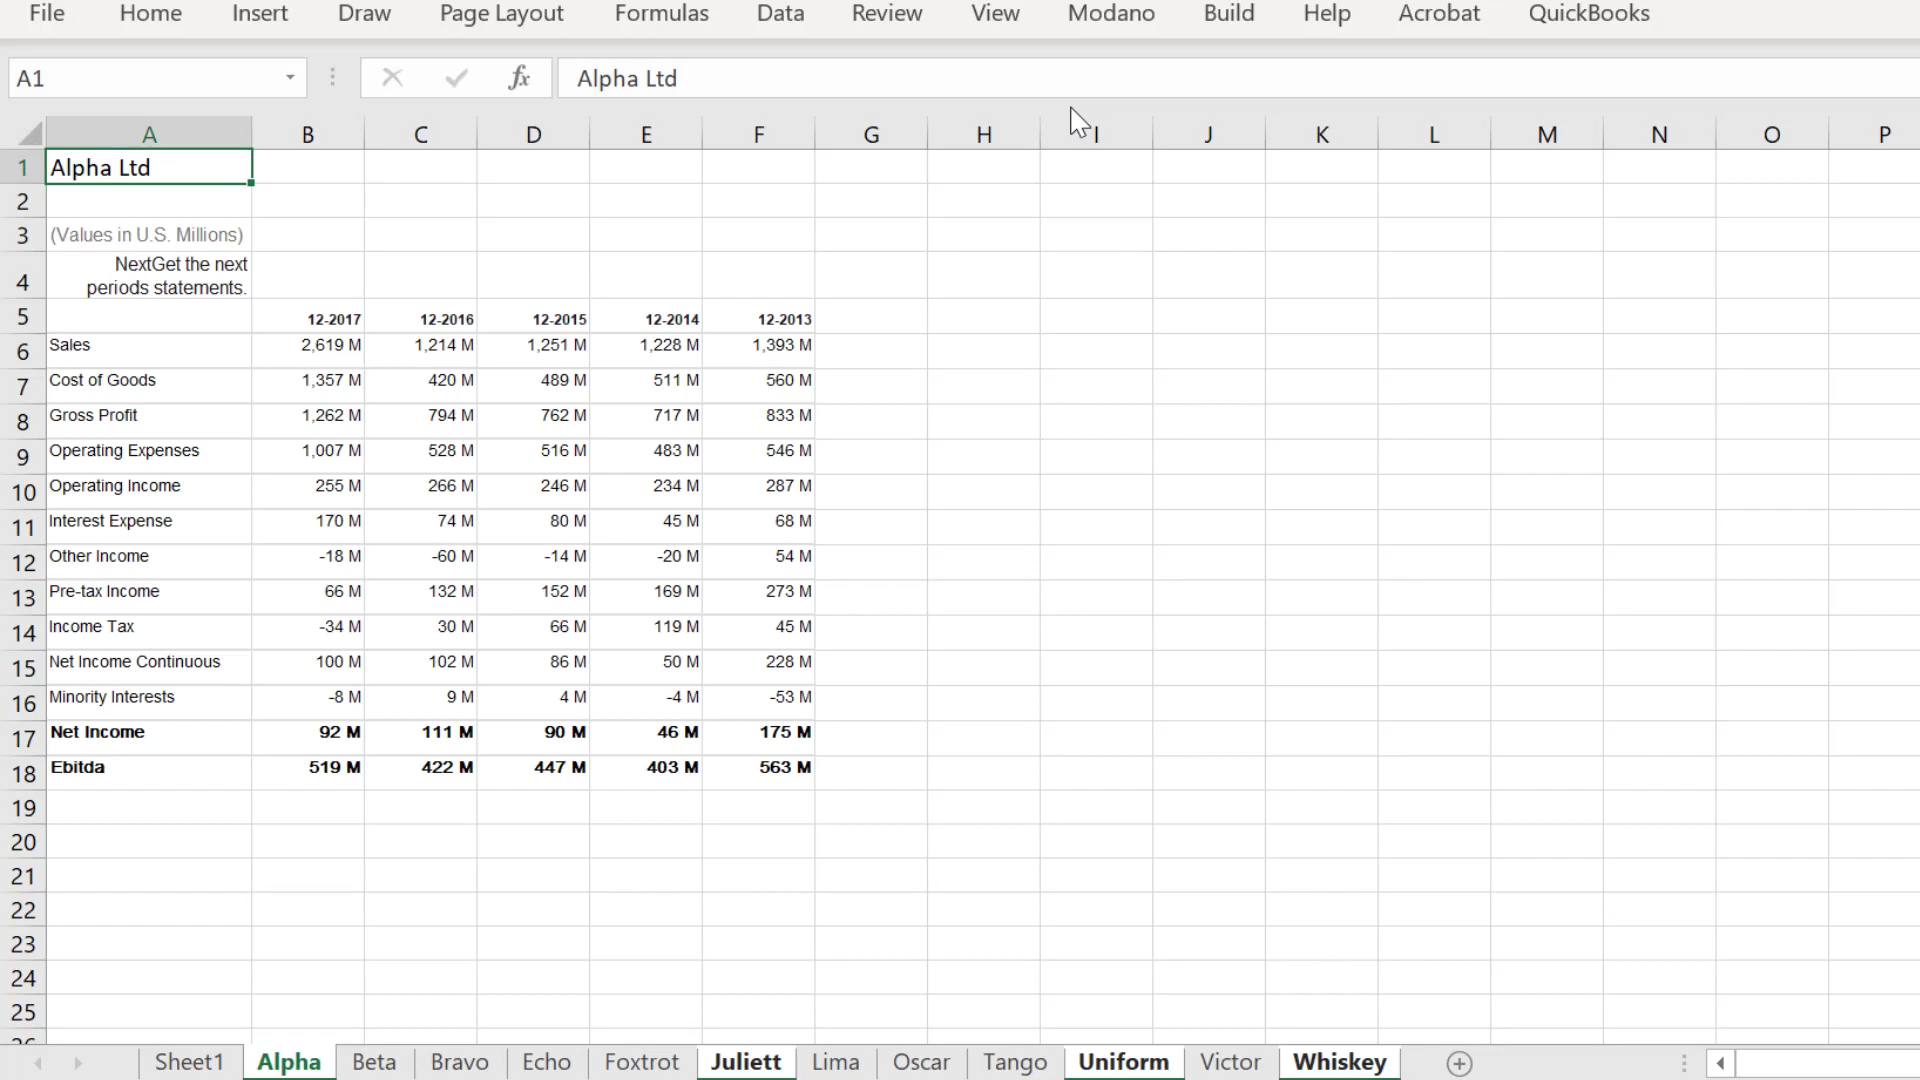 File Home Insert Draw Page Layout Formulas Data Review View Modano Build Help Acrobat QuickBooks
A1 fx Alpha Ltd
A B C D E F G H I J K L M N O P
1 Alpha Ltd
2
3 (Values in U.S. Millions)
NextGet the next
4 periods statements.
5 12-2017 12-2016 12-2015 12-2014 12-2013
6 Sales 2,619 M 1,214 M 1,251 M 1,228 M 1,393 M
7 Cost of Goods 1,357 M 420 M 489 M 511 M 560 M
8 Gross Profit 1,262 M 794 M 762 M 717 M 833 M
9 Operating Expenses 1,007 M 528 M 516 M 483 M 546 M
10 Operating Income 255 M 266 M 246 M 234 M 287 M
11 Interest Expense 170 M 74 M 80 M 45 M 68 M
12 Other Income -18 M -60 M -14 M -20 M 54 M
13 Pre-tax Income 66 M 132 M 152 M 169 M 273 M
14 Income Tax -34 M 30 M 66 M 119 M 45 M
15 Net Income Continuous 100 M 102 M 86 M 50 M 228 M
16 Minority Interests -8 M 9 M 4 M -4 M -53 M
17 Net Income 92 M 111 M 90 M 46 M 175 M
18 Ebitda 519 M 422 M 447 M 403 M 563 M
19
20
21
22
23
24
25
Sheet1 Alpha Beta Bravo Echo Foxtrot Juliett Lima Oscar Tango Uniform Victor Whiskey